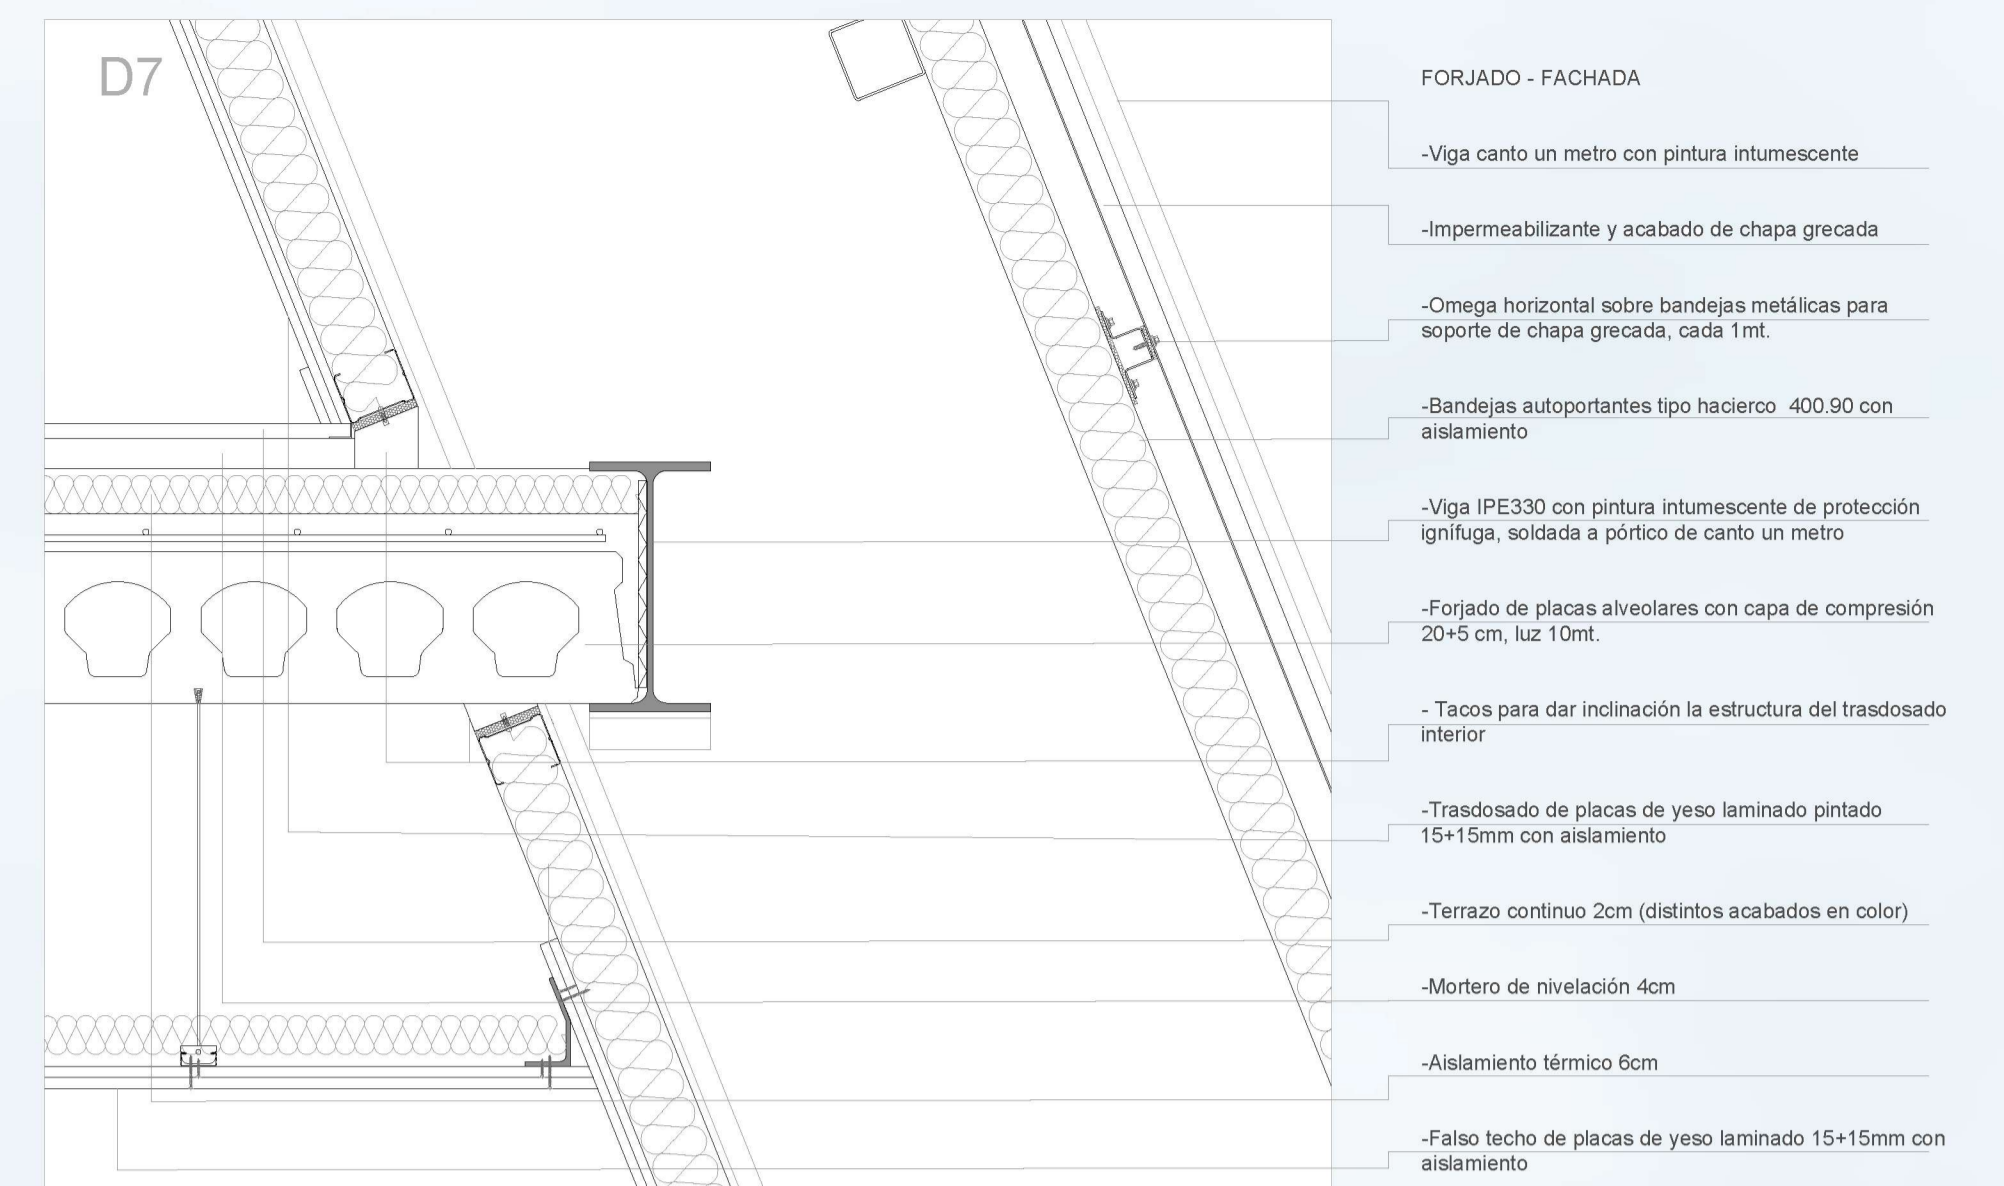 D7
FORJADO - FACHADA
-Viga canto un metro con pintura intumescente
-Impermeabilizante y acabado de chapa grecada
-Omega horizontal sobre bandejas metálicas para
soporte de chapa grecada, cada 1mt.
-Bandejas autoportantes tipo hacierco 400.90 con
aislamiento
-Viga IPE330 con pintura intumescente de protección
ignífuga, soldada a pórtico de canto un metro
-Forjado de placas alveolares con capa de compresión
20+5 cm, luz 10mt.
- Tacos para dar inclinación la estructura del trasdosado
interior
-Trasdosado de placas de yeso laminado pintado
15+15mm con aislamiento
-Terrazo continuo 2cm (distintos acabados en color)
-Mortero de nivelación 4cm
-Aislamiento térmico 6cm
-Falso techo de placas de yeso laminado 15+15mm con
aislamiento